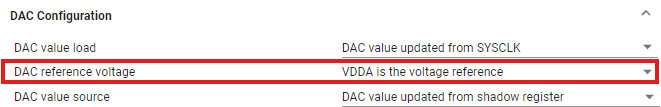 DAC Configuration
DAC value load DAC value updated from SYSCLK
DAC reference voltage VDDA is the voltage reference
DAC value source DAC value updated from shadow register